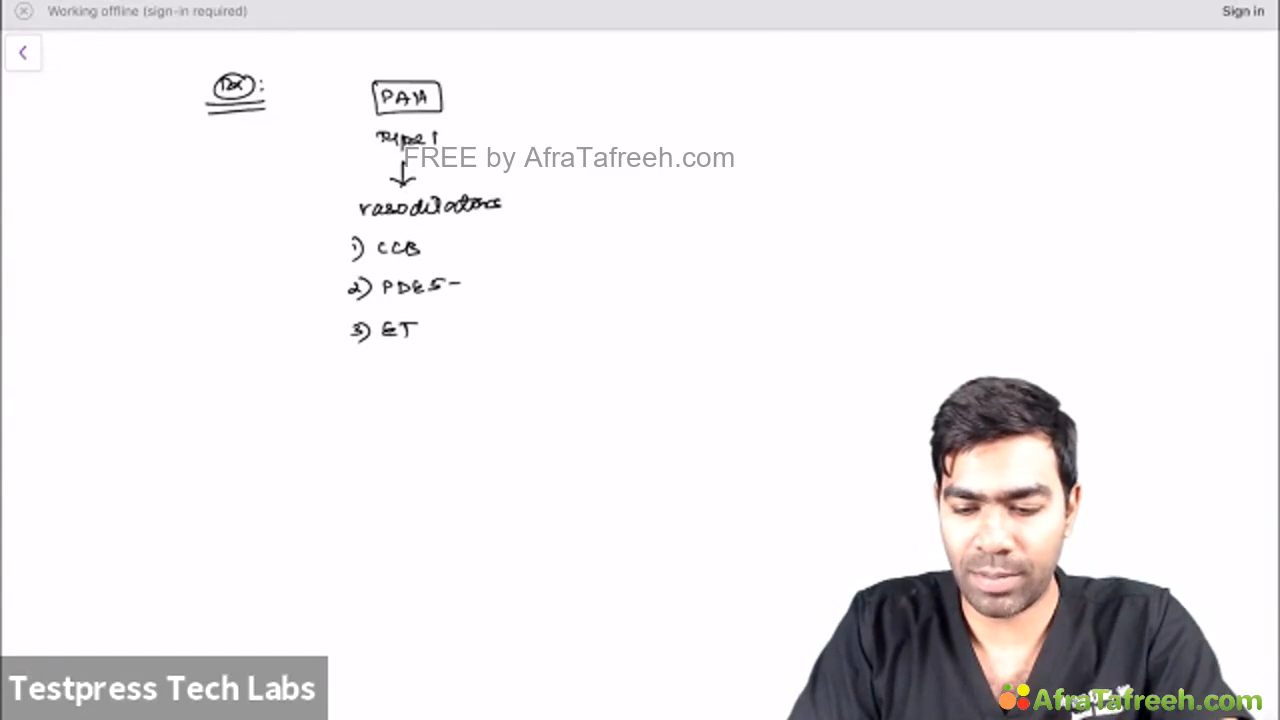 Working offline (sign-in required)
Sign in
Rx :
PAH
Type 1
FREE by AfraTafreeh.com
vasodilators
1) CCB
2) PDE5-
3) ET
Testpress Tech Labs
AfraTafreeh.com